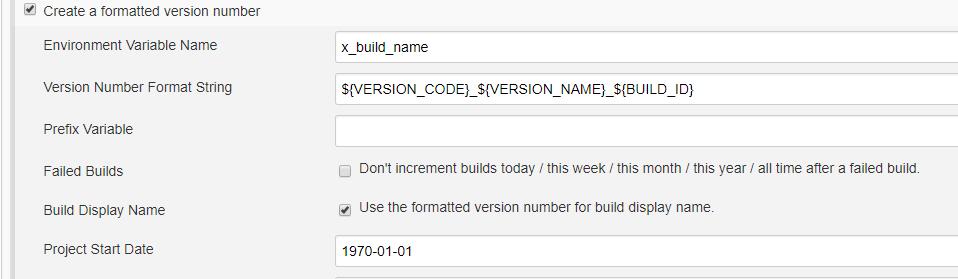 Create a formatted version number
Environment Variable Name
x_build_name
Version Number Format String
${VERSION_CODE}_${VERSION_NAME}_${BUILD_ID}
Prefix Variable
Failed Builds
Don't increment builds today / this week / this month / this year / all time after a failed build.
Build Display Name
Use the formatted version number for build display name.
Project Start Date
1970-01-01